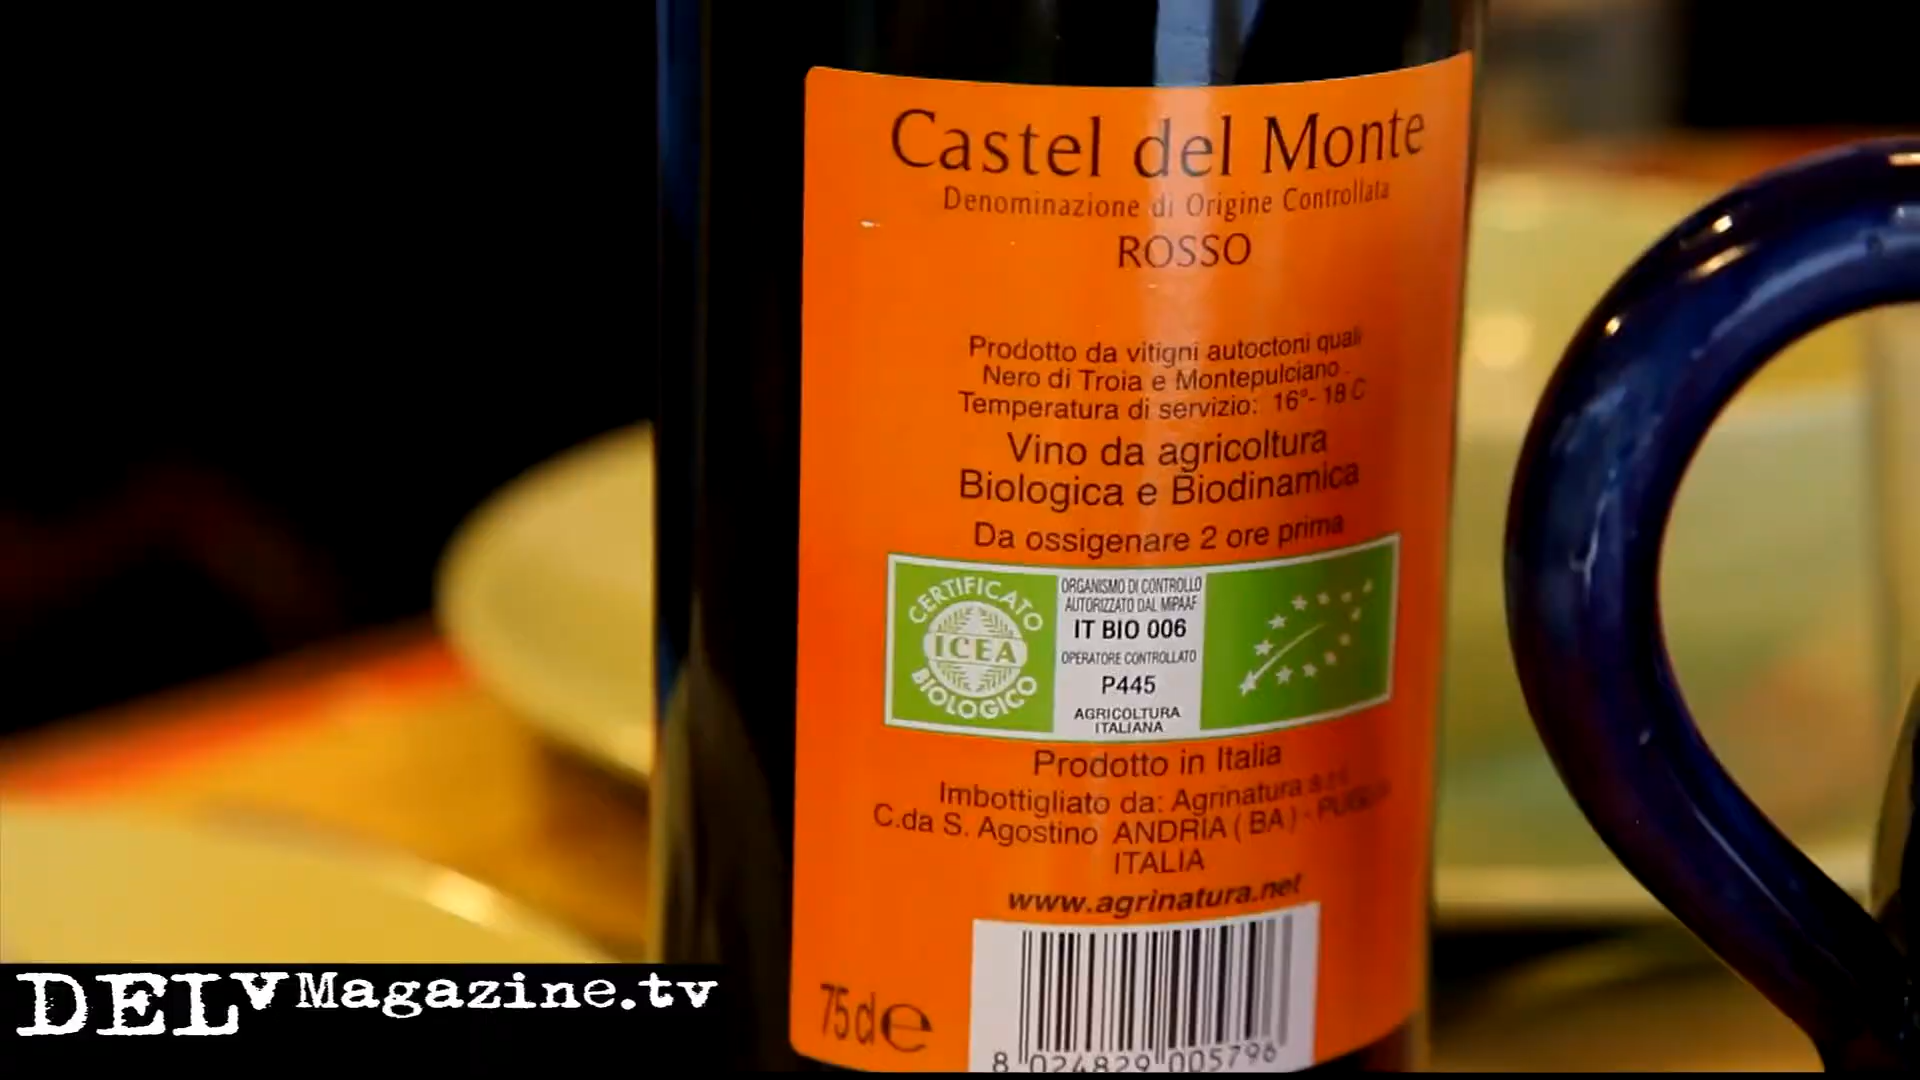 Castel del Monte
Denominazione di Origine Controllata
ROSSO
Prodotto da vitigni autoctoni quali
Nero di Troia e Montepulciano.
Temperatura di servizio: 16°- 18 C
Vino da agricoltura
Biologica e Biodinamica
Da ossigenare 2 ore prima
CERTIFICATO
ICEA
BIOLOGICO
ORGANISMO DI CONTROLLO
AUTORIZZATO DAL MIPAAF
IT BIO 006
OPERATORE CONTROLLATO
P445
AGRICOLTURA
ITALIANA
Prodotto in Italia
Imbottigliato da: Agrinatura s.r.l.
C.da S. Agostino ANDRIA ( BA ) - PUGLIA
ITALIA
www.agrinatura.net
75 cl e
8 024829 005796
DELVMagazine.tv